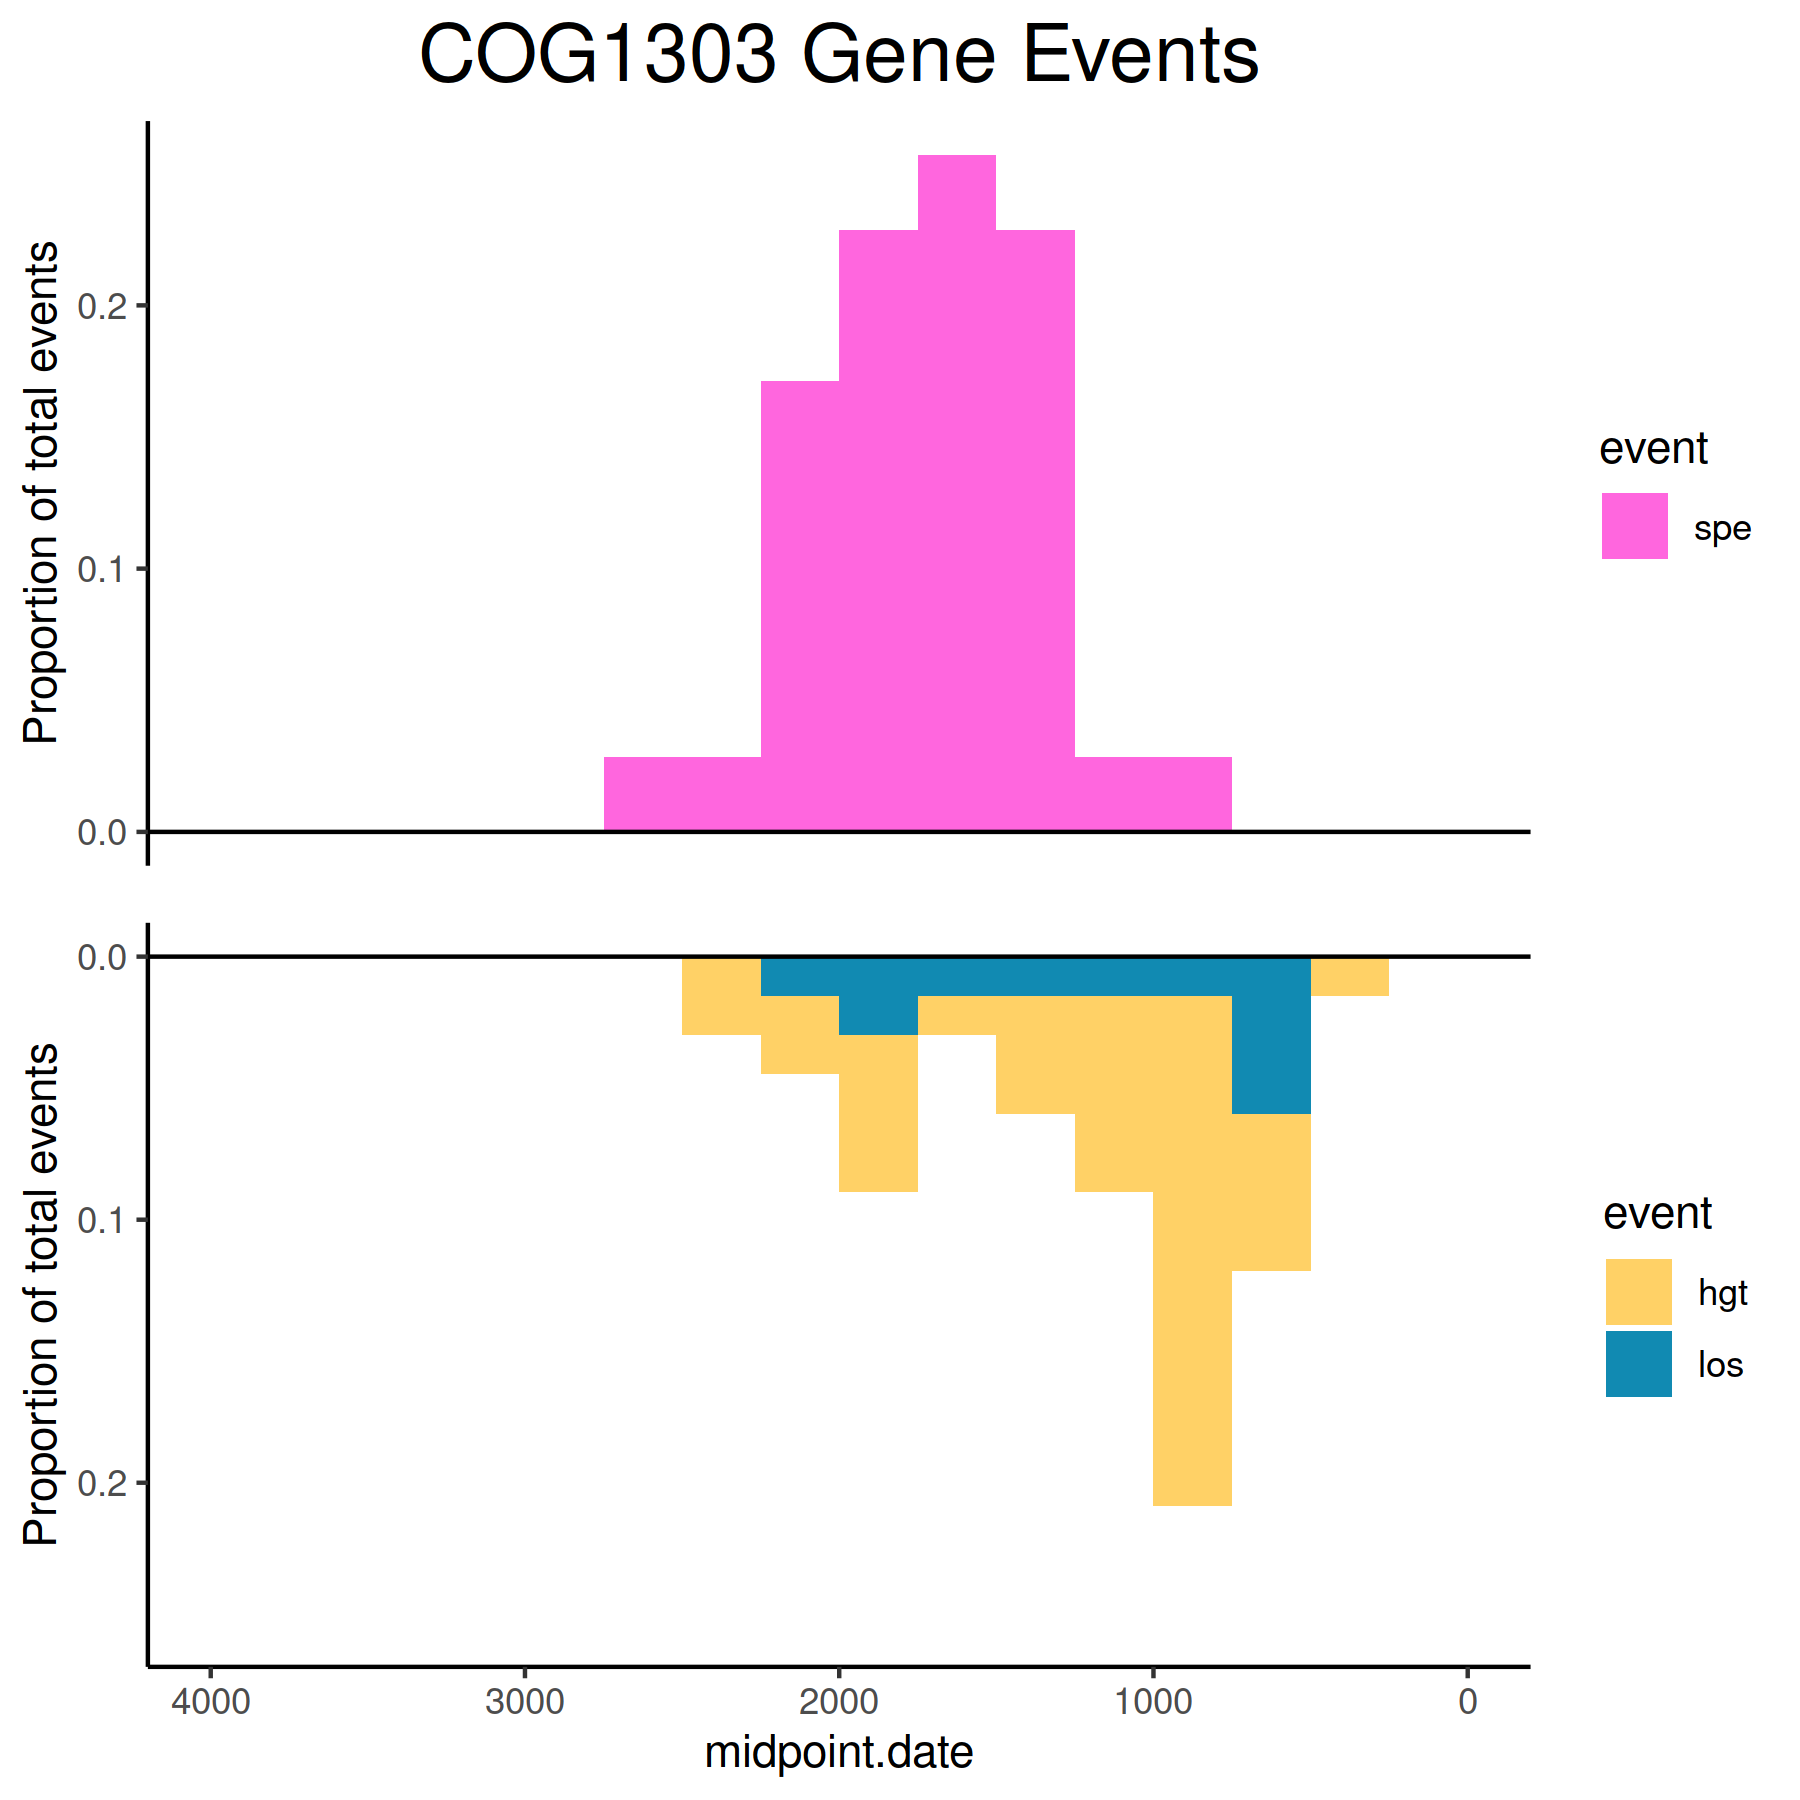 COG1303 Gene Events
Proportion of total events
0.2
0.1
0.0
event
spe
Proportion of total events
0.0
0.1
0.2
event
hgt
los
4000 3000 2000 1000 0
midpoint.date